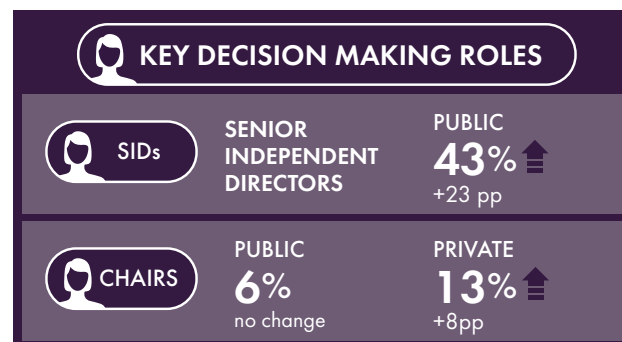 KEY DECISION MAKING ROLES
SIDs
SENIOR
INDEPENDENT
DIRECTORS
PUBLIC
43%
+23 pp
CHAIRS
PUBLIC
6%
no change
PRIVATE
13%
+8pp